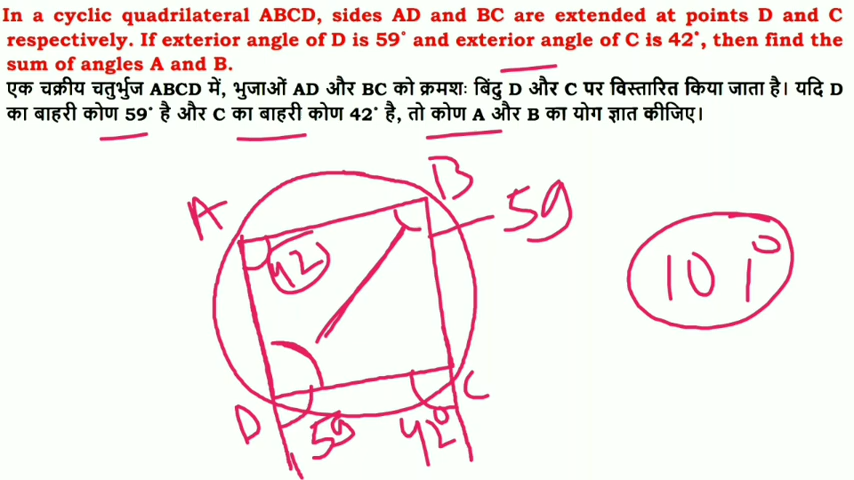 In a cyclic quadrilateral ABCD, sides AD and BC are extended at points D and C
respectively. If exterior angle of D is 59° and exterior angle of C is 42°, then find the
sum of angles A and B.
एक चक्रीय चतुर्भुज ABCD में, भुजाओं AD और BC को क्रमशः बिंदु D और C पर विस्तारित किया जाता है। यदि D
का बाहरी कोण 59° है और C का बाहरी कोण 42° है, तो कोण A और B का योग ज्ञात कीजिए।
B
A
59
42
101°
D
C
59
42°